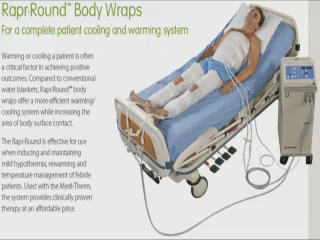 Rapr·Round™ Body Wraps
For a complete patient cooling and warming system
Warming or cooling a patient is often
a critical factor in achieving positive
outcomes. Compared to conventional
water blankets, Rapr·Round™ body
wraps offer a more efficient warming/
cooling system while increasing the
area of body surface contact.
The Rapr-Round is effective for use
when inducing and maintaining
mild hypothermia, rewarming and
temperature management of febrile
patients. Used with the Medi-Therm,
the system provides clinically proven
therapy at an affordable price.